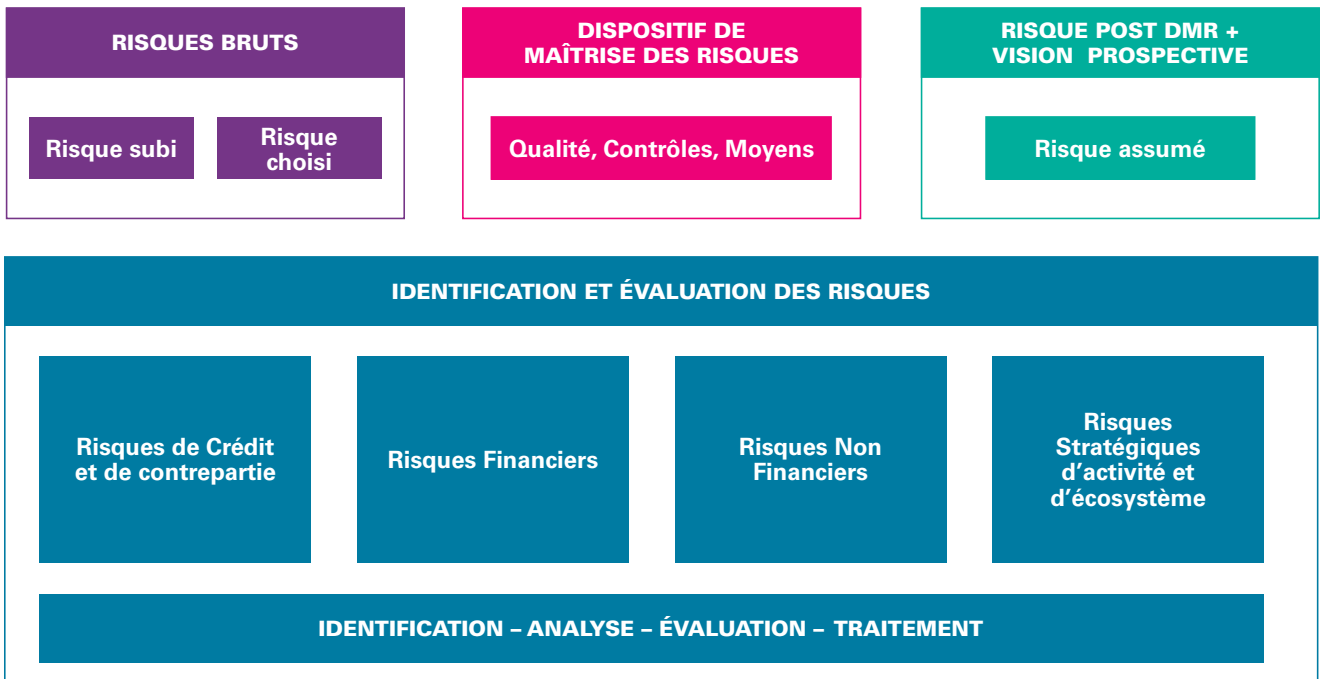 RISQUES BRUTS
Risque subi
Risque
choisi
DISPOSITIF DE
MAÎTRISE DES RISQUES
Qualité, Contrôles, Moyens
RISQUE POST DMR +
VISION PROSPECTIVE
Risque assumé
IDENTIFICATION ET ÉVALUATION DES RISQUES
Risques de Crédit
et de contrepartie
Risques Financiers
Risques Non
Financiers
Risques
Stratégiques
d’activité et
d’écosystème
IDENTIFICATION – ANALYSE – ÉVALUATION – TRAITEMENT